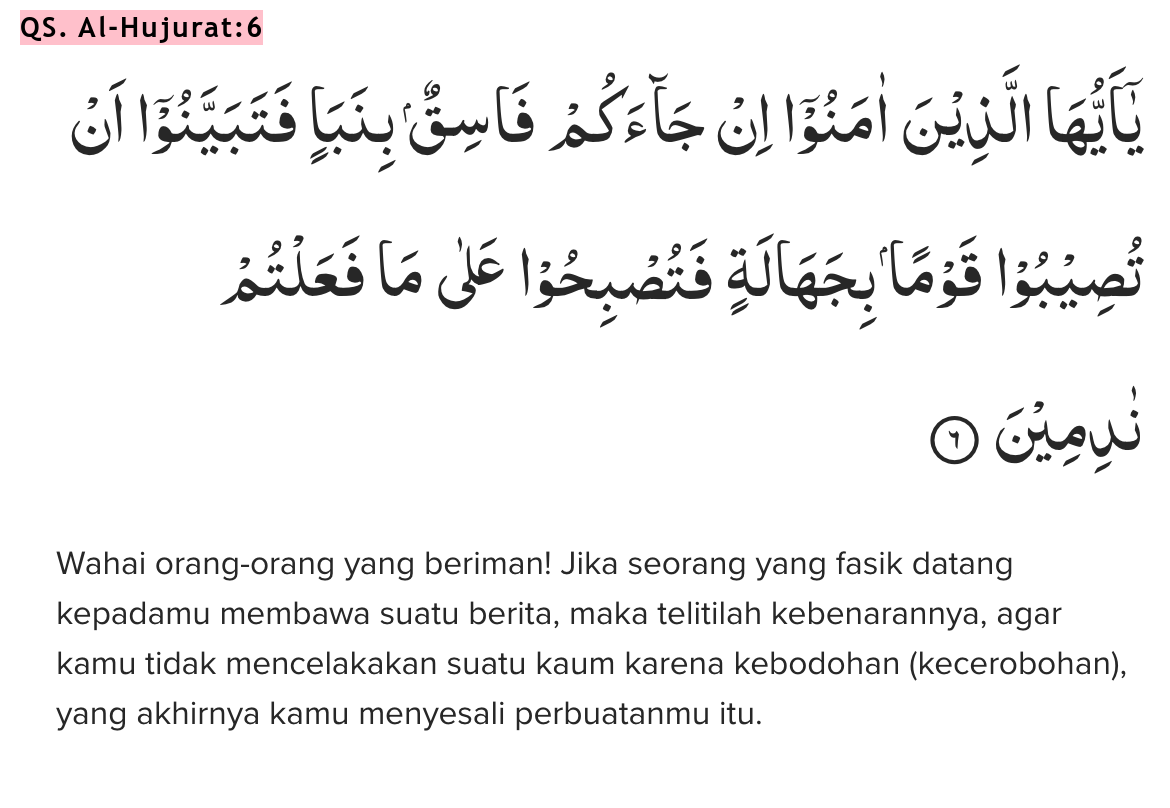 QS. Al-Hujurat:6
يٰٓاَيُّهَا الَّذِيْنَ اٰمَنُوْٓا اِنْ جَاۤءَكُمْ فَاسِقٌۢ بِنَبَاٍ فَتَبَيَّنُوْٓا اَنْ
تُصِيْبُوْا قَوْمًاۢ بِجَهَالَةٍ فَتُصْبِحُوْا عَلٰى مَا فَعَلْتُمْ
نٰدِمِيْنَ ٦
Wahai orang-orang yang beriman! Jika seorang yang fasik datang
kepadamu membawa suatu berita, maka telitilah kebenarannya, agar
kamu tidak mencelakakan suatu kaum karena kebodohan (kecerobohan),
yang akhirnya kamu menyesali perbuatanmu itu.